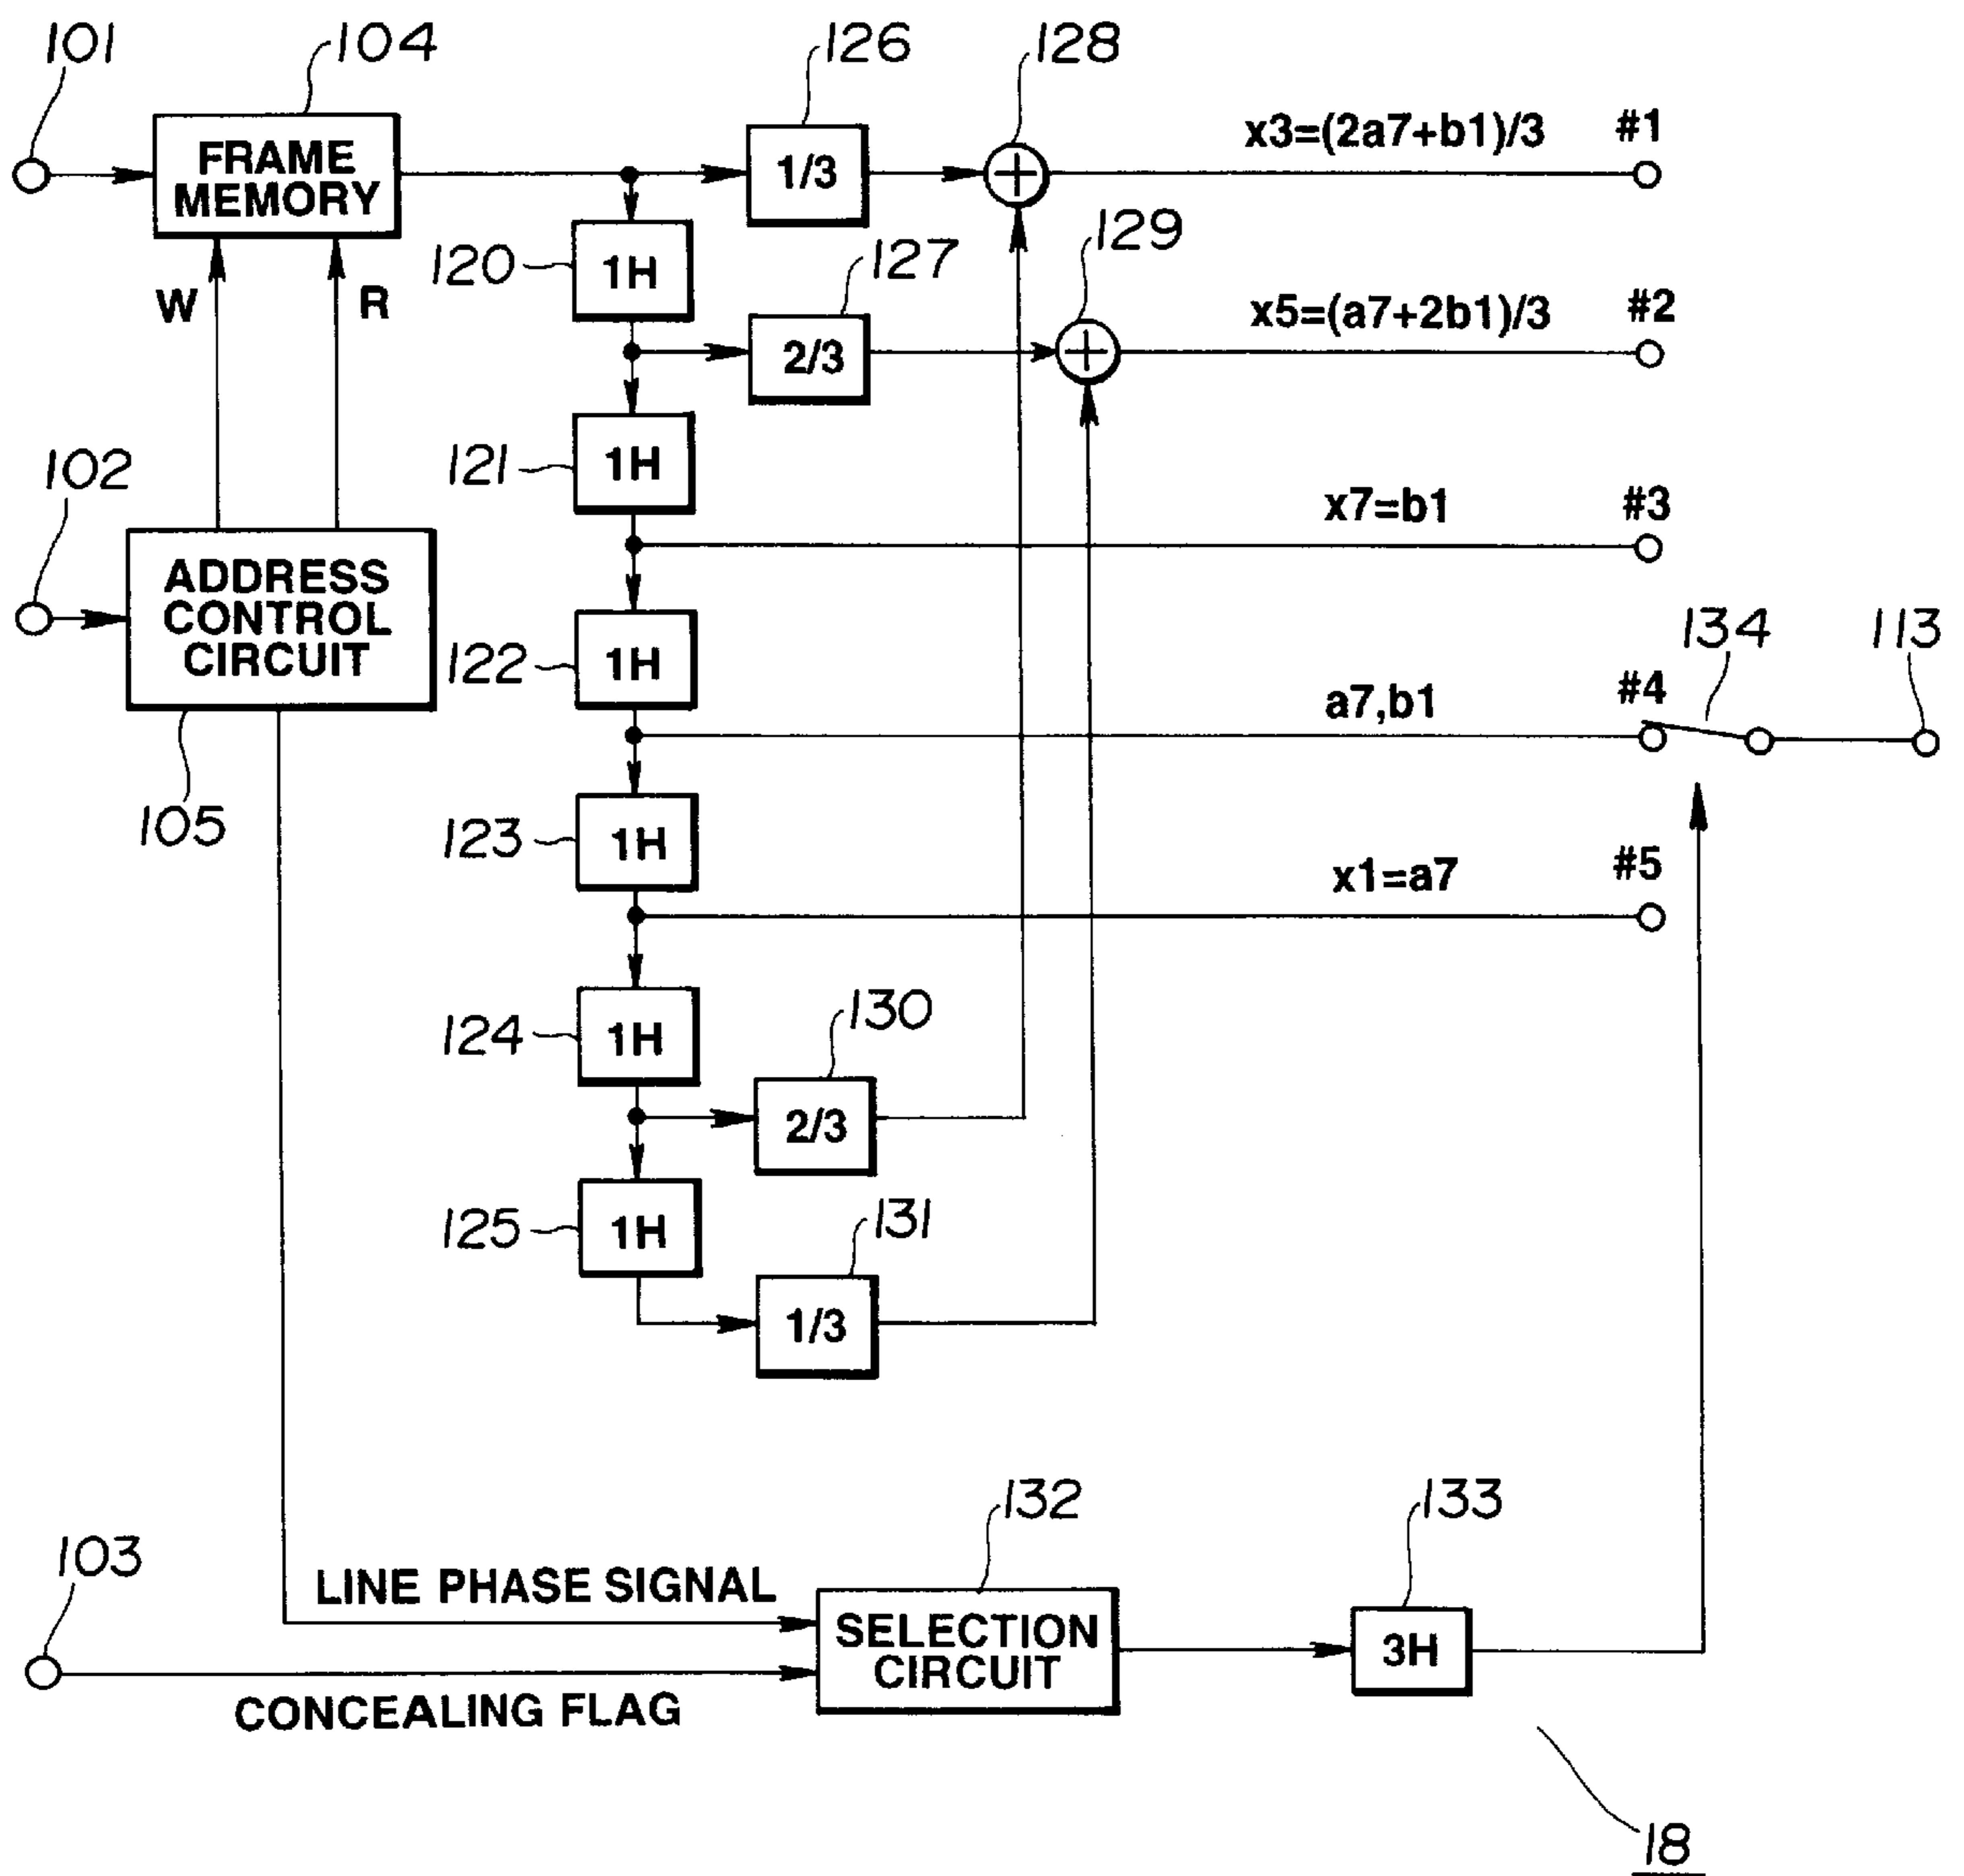 101
104
126
128
x3=(2a7+b1)/3
#1
FRAME
MEMORY
1/3
129
120
1H
127
W
R
x5=(a7+2b1)/3
#2
2/3
102
121
1H
x7=b1
#3
ADDRESS
CONTROL
CIRCUIT
122
1H
134
113
a7,b1
#4
105
123
1H
x1=a7
#5
124
1H
130
2/3
125
1H
131
1/3
132
133
103
LINE PHASE SIGNAL
SELECTION
CIRCUIT
3H
CONCEALING FLAG
18